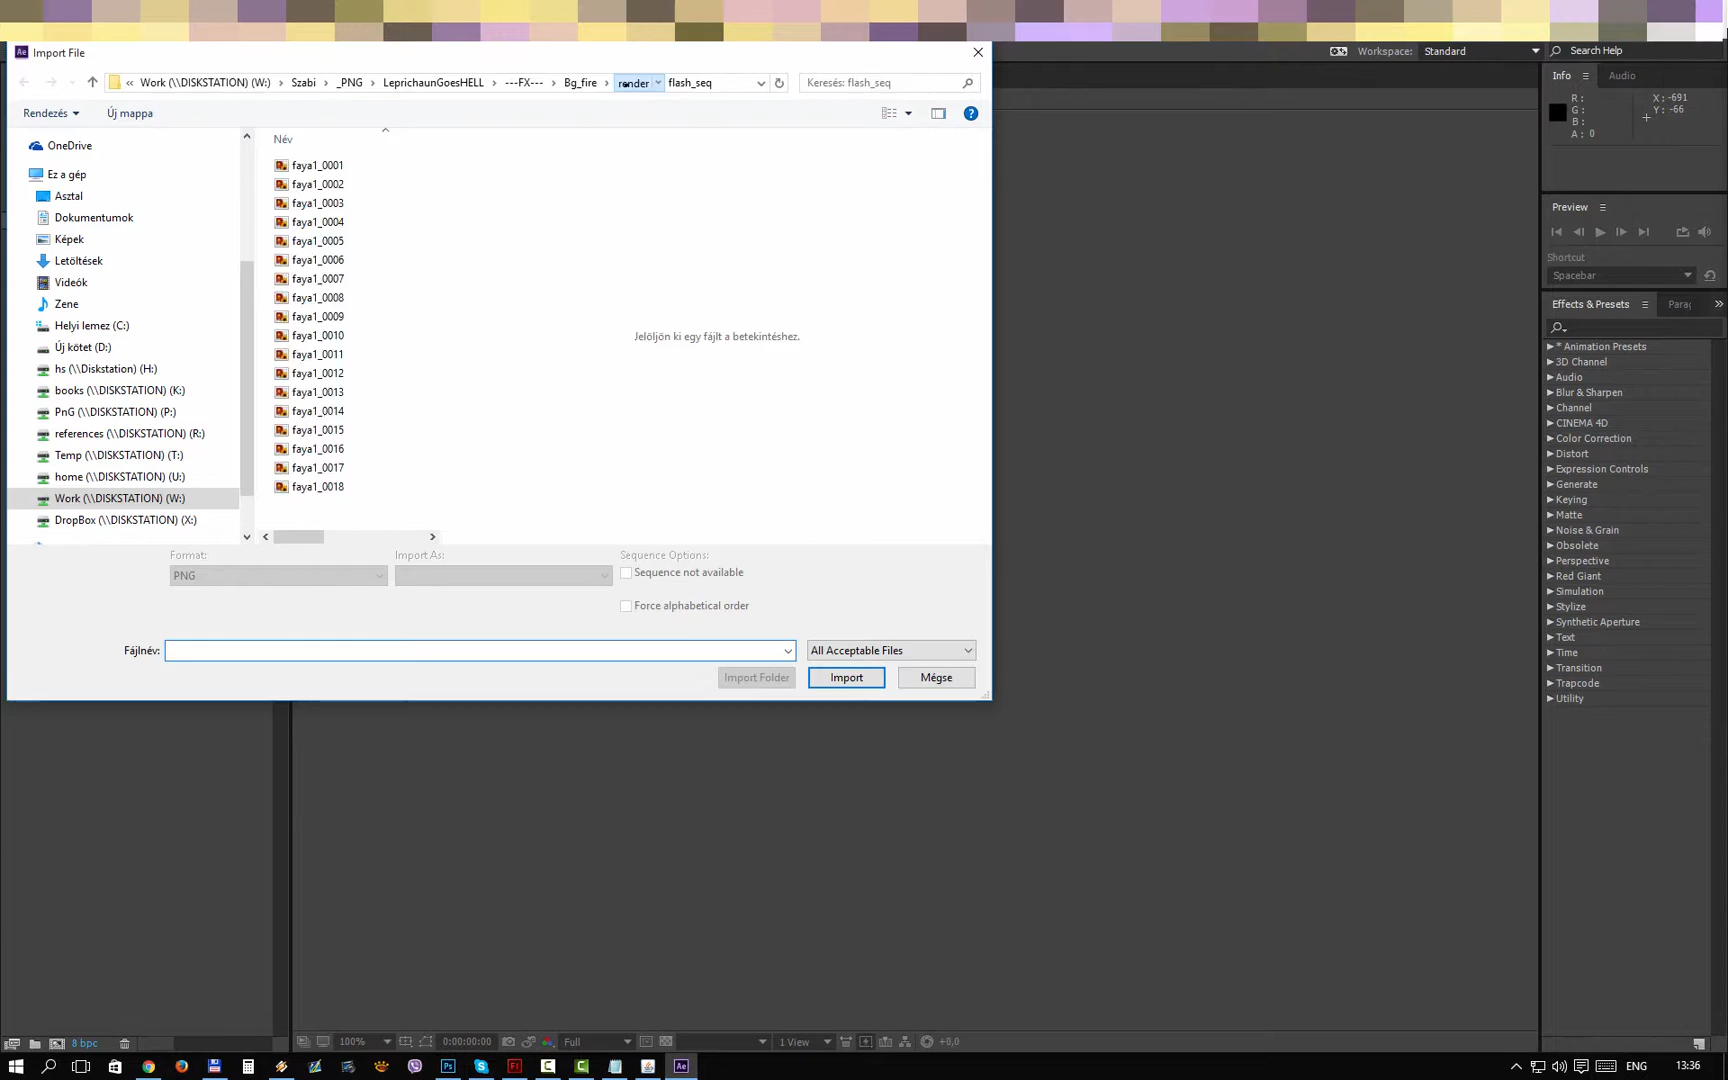 Ae Import File
Workspace: Standard
Search Help
« Work (\\DISKSTATION) (W:) › Szabi › _PNG › LeprichaunGoesHELL › ---FX--- › Bg_fire › render › flash_seq
Keresés: flash_seq
Info
Audio
Rendezés
Új mappa
R:
G:
B:
A: 0
X: -691
Y: -66
Név
OneDrive
Ez a gép
Asztal
Dokumentumok
Képek
Letöltések
Videók
Zene
Helyi lemez (C:)
Új kötet (D:)
hs (\\Diskstation) (H:)
books (\\DISKSTATION) (K:)
PnG (\\DISKSTATION) (P:)
references (\\DISKSTATION) (R:)
Temp (\\DISKSTATION) (T:)
home (\\DISKSTATION) (U:)
Work (\\DISKSTATION) (W:)
DropBox (\\DISKSTATION) (X:)
faya1_0001
faya1_0002
faya1_0003
faya1_0004
faya1_0005
faya1_0006
faya1_0007
faya1_0008
faya1_0009
faya1_0010
faya1_0011
faya1_0012
faya1_0013
faya1_0014
faya1_0015
faya1_0016
faya1_0017
faya1_0018
Jelöljön ki egy fájlt a betekintéshez.
Format:
PNG
Import As:
Sequence Options:
Sequence not available
Force alphabetical order
Fájlnév:
All Acceptable Files
Import Folder
Import
Mégse
Preview
Shortcut
Spacebar
Effects & Presets
Parag
* Animation Presets
3D Channel
Audio
Blur & Sharpen
Channel
CINEMA 4D
Color Correction
Distort
Expression Controls
Generate
Keying
Matte
Noise & Grain
Obsolete
Perspective
Red Giant
Simulation
Stylize
Synthetic Aperture
Text
Time
Transition
Trapcode
Utility
8 bpc
100%
0:00:00:00
Full
1 View
+0,0
Ps
Fl
Ae
ENG
13:36